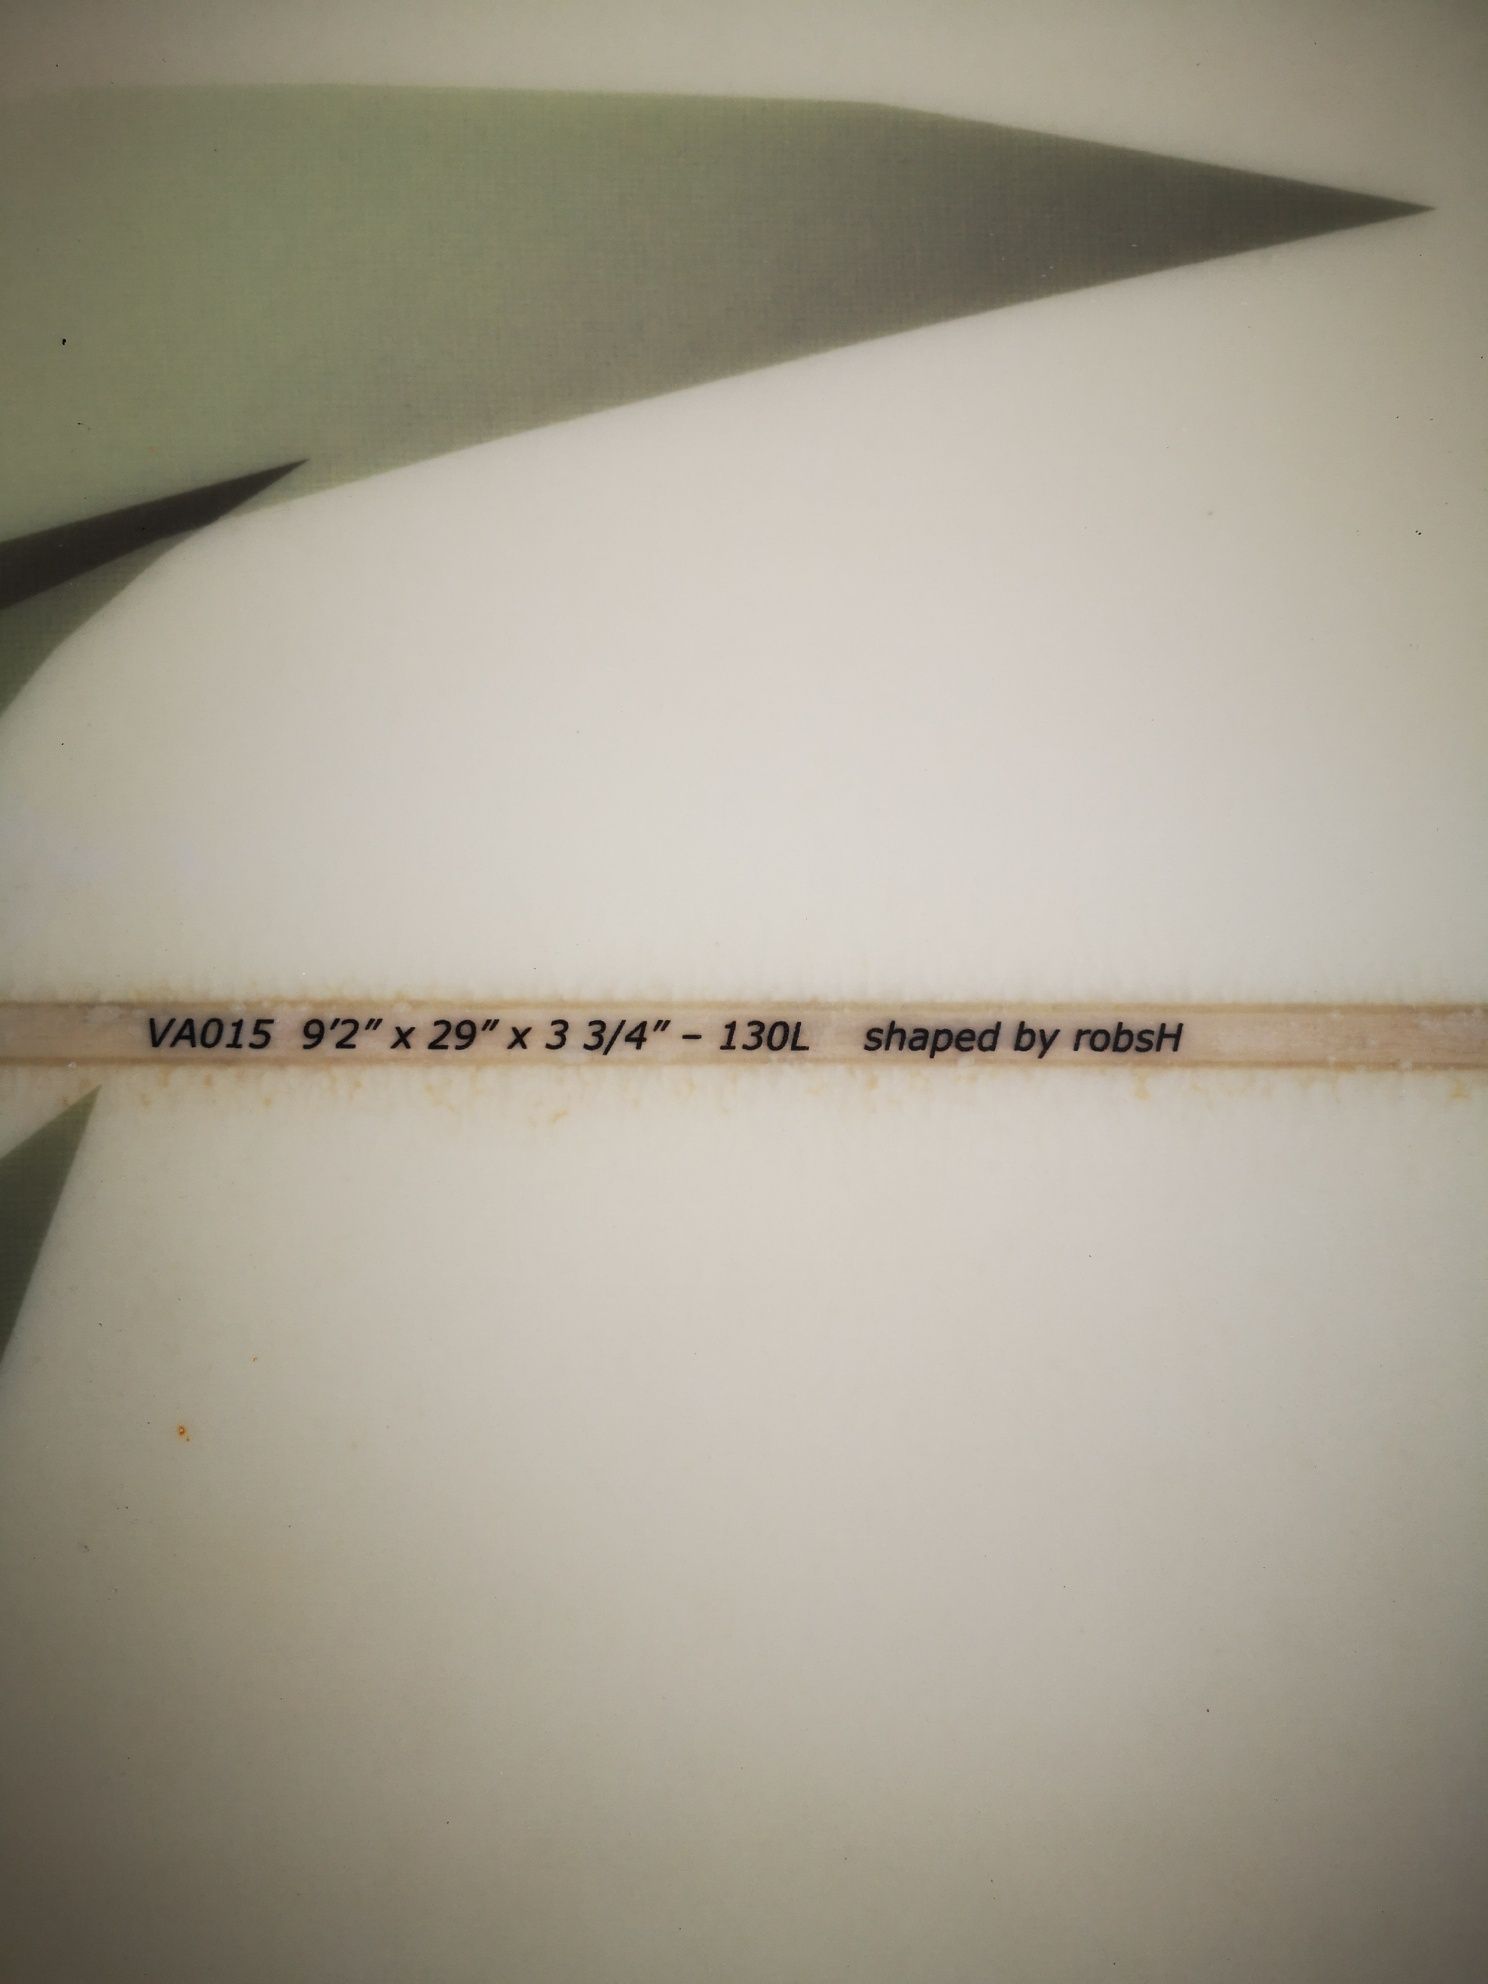 VA015 9'2" x 29" x 3 3/4" – 130L shaped by robsH